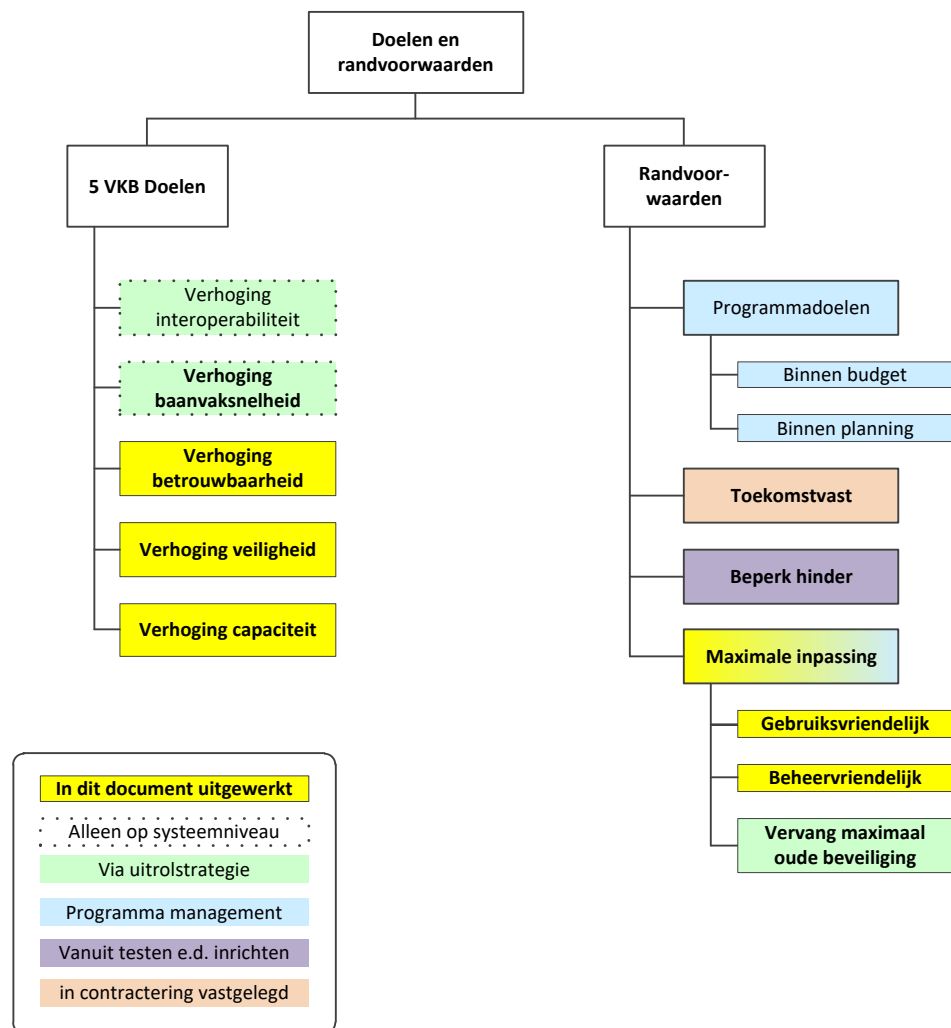 Doelen en
randvoorwaarden
5 VKB Doelen
Randvoor-
waarden
Verhoging
interoperabiliteit
Verhoging
baanvaksnelheid
Verhoging
betrouwbaarheid
Verhoging veiligheid
Verhoging capaciteit
Programmadoelen
Binnen budget
Binnen planning
Toekomstvast
Beperk hinder
Maximale inpassing
Gebruiksvriendelijk
Beheervriendelijk
Vervang maximaal
oude beveiliging
In dit document uitgewerkt
Alleen op systeemniveau
Via uitrolstrategie
Programma management
Vanuit testen e.d. inrichten
in contractering vastgelegd